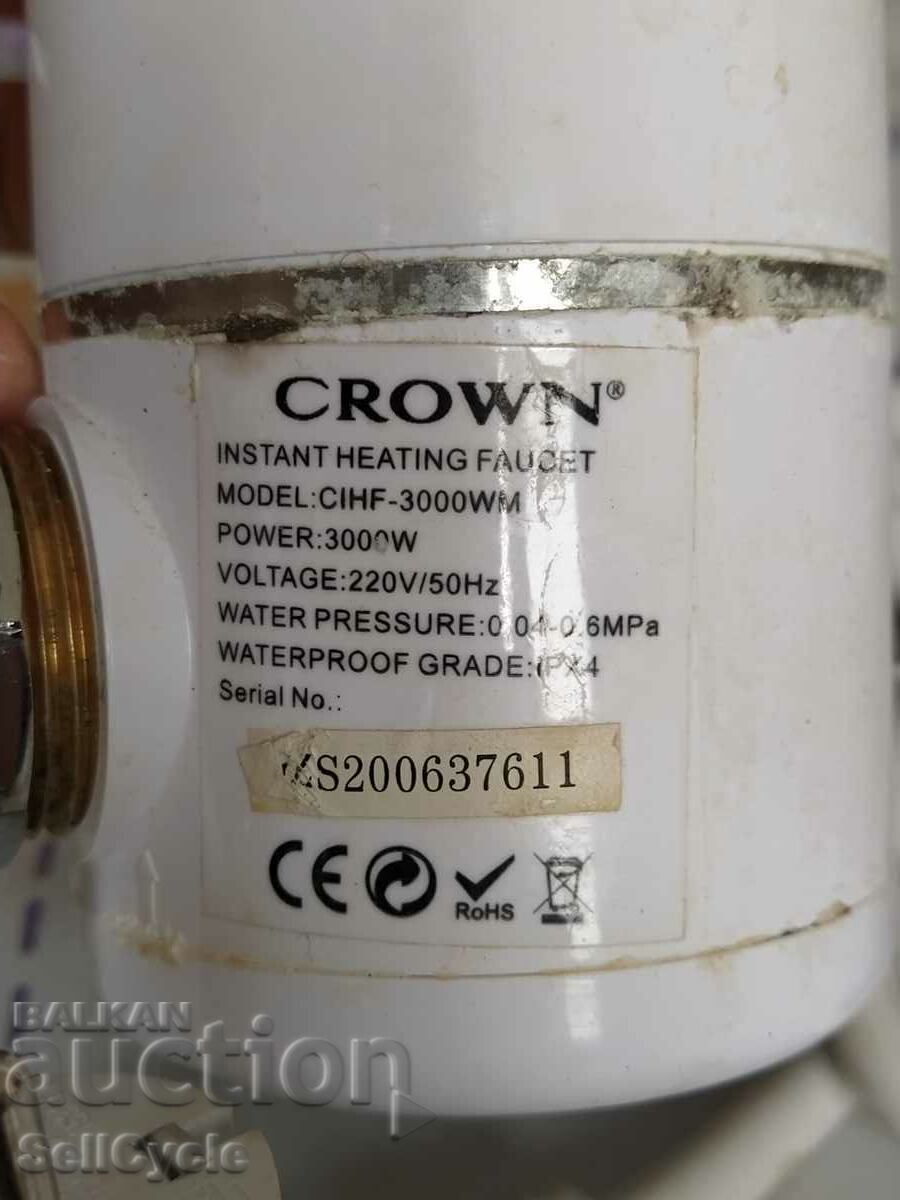 CROWN®
INSTANT HEATING FAUCET
MODEL:CIHF-3000WM
POWER:3000W
VOLTAGE:220V/50Hz
WATER PRESSURE:0.04-0.6MPa
WATERPROOF GRADE:IPX4
Serial No.:
S200637611
CE
RoHS
BALKAN
auction
SellCycle